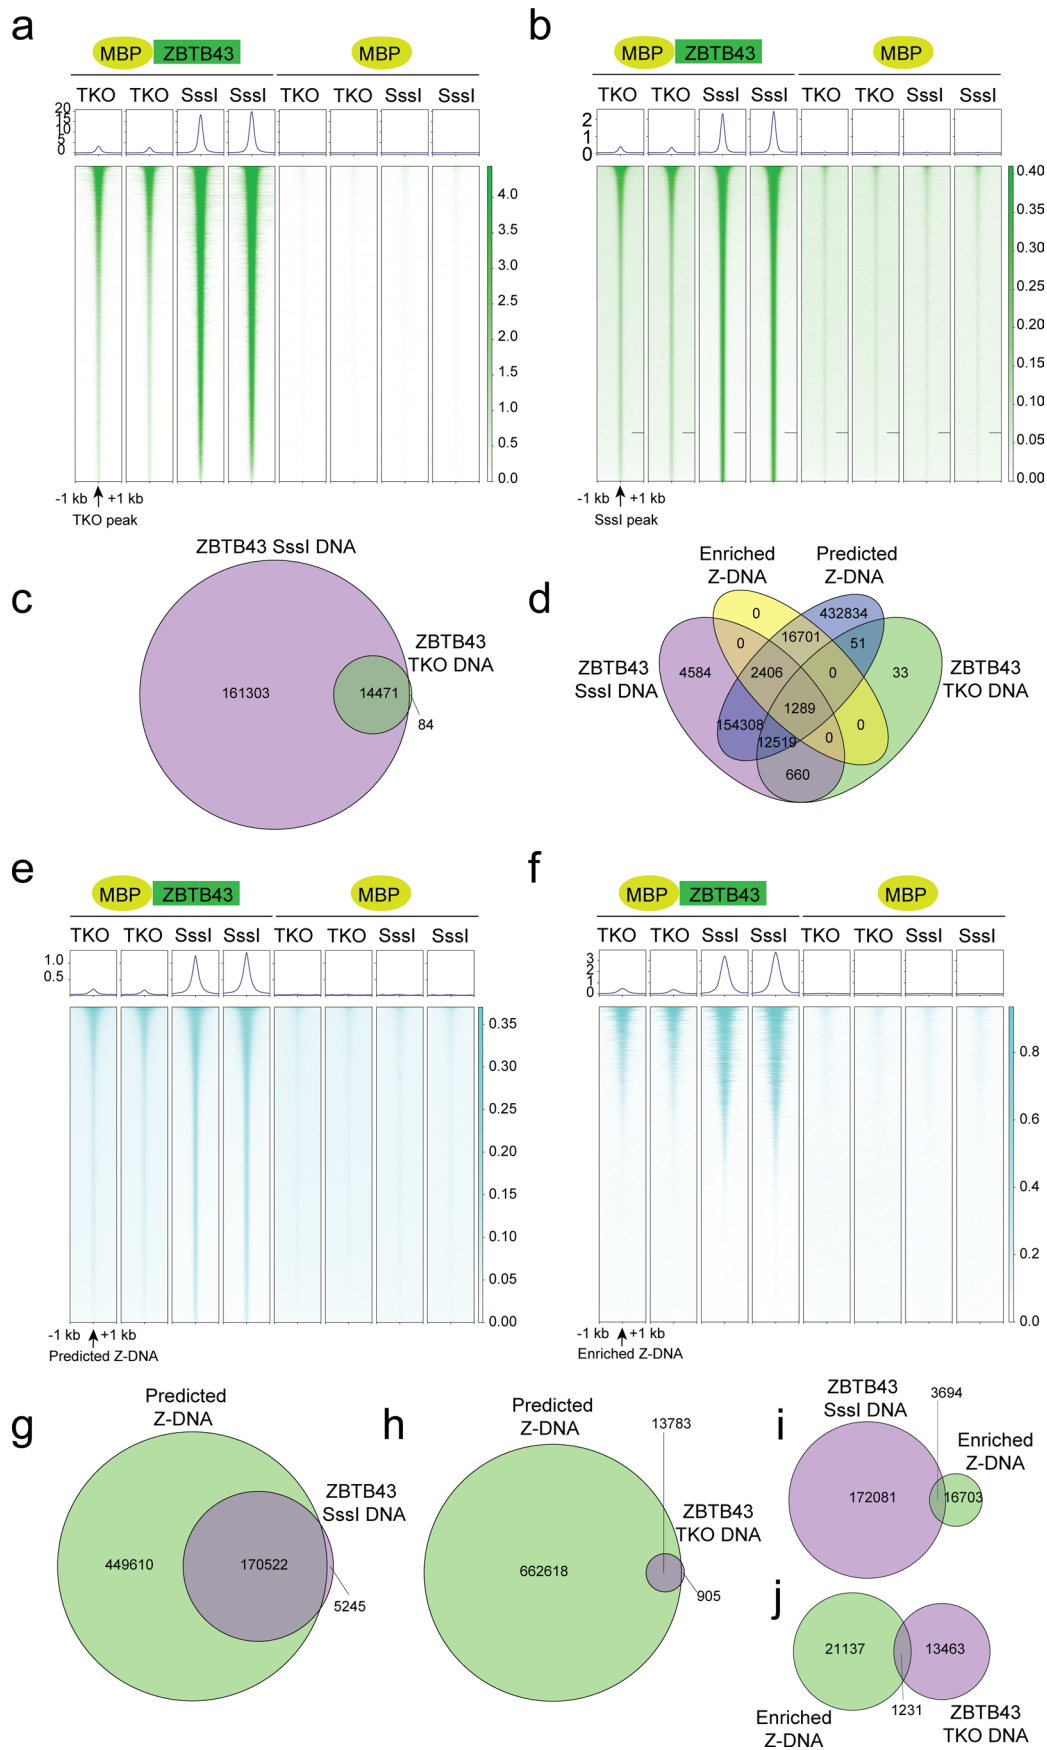 a
MBP ZBTB43 MBP
TKO TKO SssI SssI TKO TKO SssI SssI
20
15
10
5
0
4.0
3.5
3.0
2.5
2.0
1.5
1.0
0.5
0.0
-1 kb +1 kb
TKO peak
b
MBP ZBTB43 MBP
TKO TKO SssI SssI TKO TKO SssI SssI
2
1
0
0.40
0.35
0.30
0.25
0.20
0.15
0.10
0.05
0.00
-1 kb +1 kb
SssI peak
c
ZBTB43 SssI DNA
ZBTB43
TKO DNA
161303 14471
84
d
Enriched
Z-DNA
Predicted
Z-DNA
ZBTB43
SssI DNA
ZBTB43
TKO DNA
0 432834
0 16701 51
4584 2406 0 33
1289
154308 0
12519 0
660
e
MBP ZBTB43 MBP
TKO TKO SssI SssI TKO TKO SssI SssI
1.0
0.5
0.35
0.30
0.25
0.20
0.15
0.10
0.05
0.00
-1 kb +1 kb
Predicted Z-DNA
f
MBP ZBTB43 MBP
TKO TKO SssI SssI TKO TKO SssI SssI
3
2
1
0
0.8
0.6
0.4
0.2
0.0
-1 kb +1 kb
Enriched Z-DNA
g
Predicted
Z-DNA
ZBTB43
SssI DNA
449610 170522
5245
h
Predicted
Z-DNA
13783
ZBTB43
TKO DNA
662618
905
i
ZBTB43
SssI DNA
3694
Enriched
Z-DNA
172081 16703
j
21137 13463
1231
Enriched
Z-DNA
ZBTB43
TKO DNA